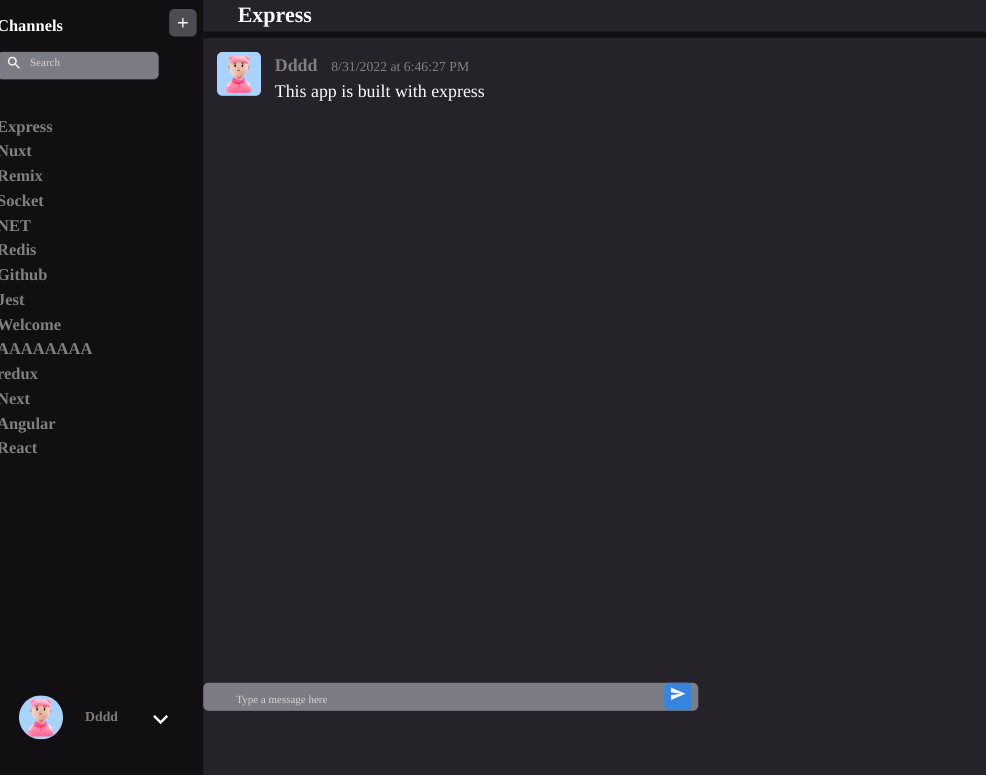 Channels
+
Search
Express
Nuxt
Remix
Socket
NET
Redis
Github
Jest
Welcome
AAAAAAAA
redux
Next
Angular
React
Dddd
Express
Dddd 8/31/2022 at 6:46:27 PM
This app is built with express
Type a message here